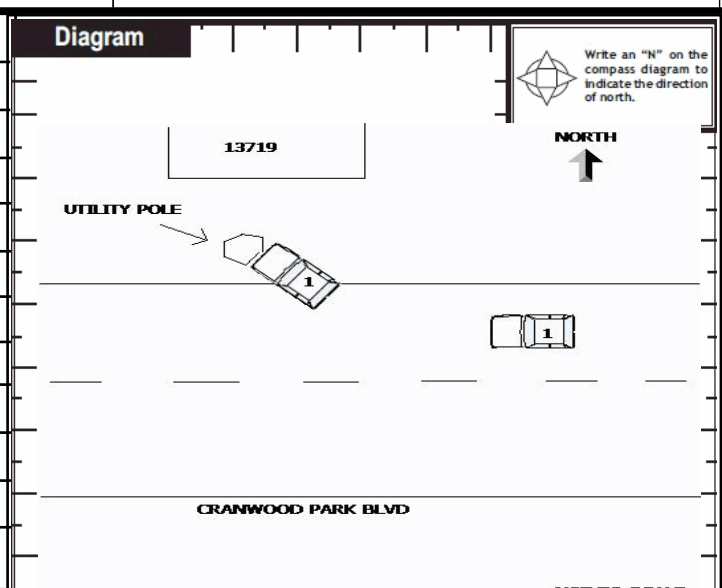 Diagram
Write an "N" on the
compass diagram to
indicate the direction
of north.
NORTH
13719
UTILITY POLE
1
1
CRANWOOD PARK BLVD